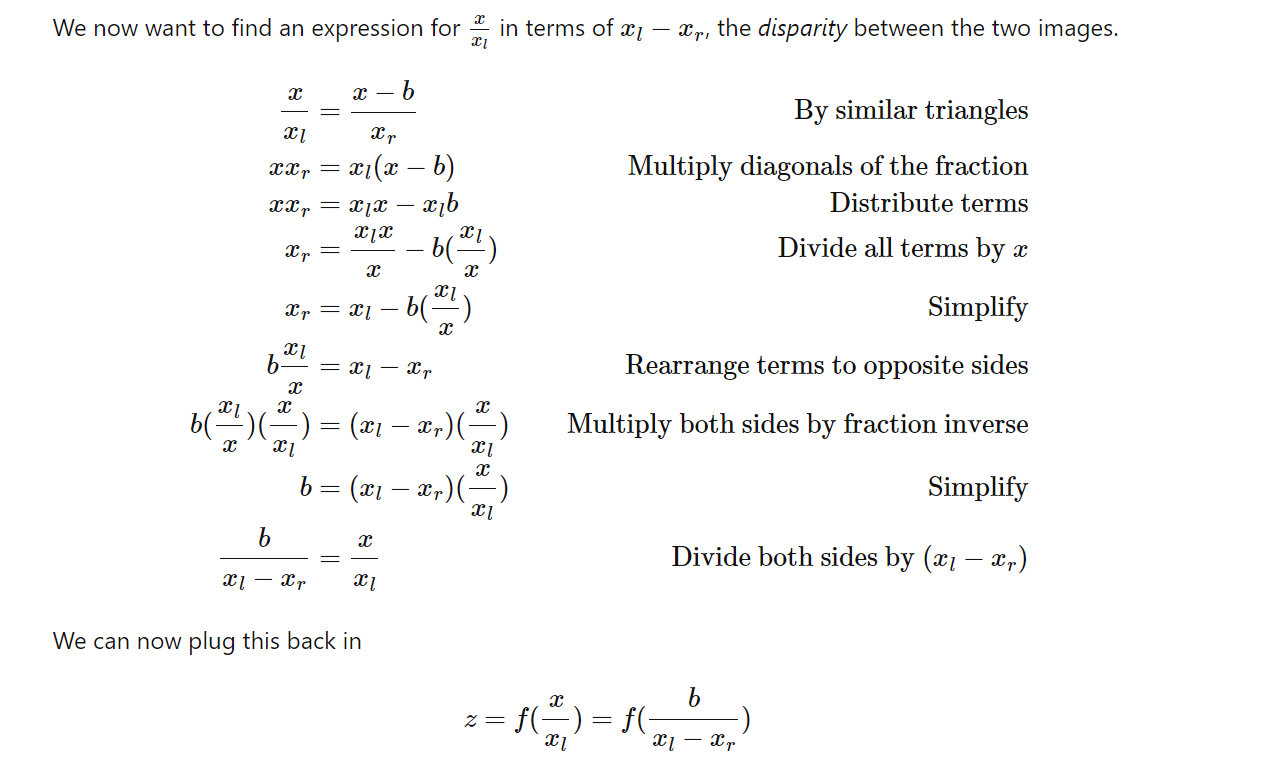 We now want to find an expression for $\frac{x}{x_l}$ in terms of $x_l - x_r$, the disparity between the two images.
$\frac{x}{x_l} = \frac{x - b}{x_r}$ By similar triangles
$xx_r = x_l(x - b)$ Multiply diagonals of the fraction
$xx_r = x_lx - x_lb$ Distribute terms
$x_r = \frac{x_lx}{x} - b(\frac{x_l}{x})$ Divide all terms by $x$
$x_r = x_l - b(\frac{x_l}{x})$ Simplify
$b\frac{x_l}{x} = x_l - x_r$ Rearrange terms to opposite sides
$b(\frac{x_l}{x})(\frac{x}{x_l}) = (x_l - x_r)(\frac{x}{x_l})$ Multiply both sides by fraction inverse
$b = (x_l - x_r)(\frac{x}{x_l})$ Simplify
$\frac{b}{x_l - x_r} = \frac{x}{x_l}$ Divide both sides by $(x_l - x_r)$
We can now plug this back in
$z = f(\frac{x}{x_l}) = f(\frac{b}{x_l - x_r})$